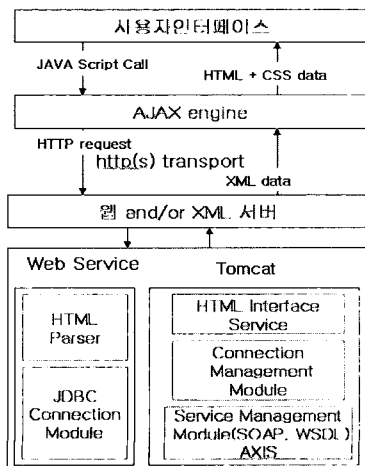 사용자인터페이스
JAVA Script Call
HTML + CSS data
AJAX engine
HTTP request
http(s) transport
XML data
웹 and/or XML 서버
Web Service
Tomcat
HTML
Parser
JDBC
Connection
Module
HTML Interface
Service
Connection
Management
Module
Service Management
Module(SOAP, WSDL)
AXIS